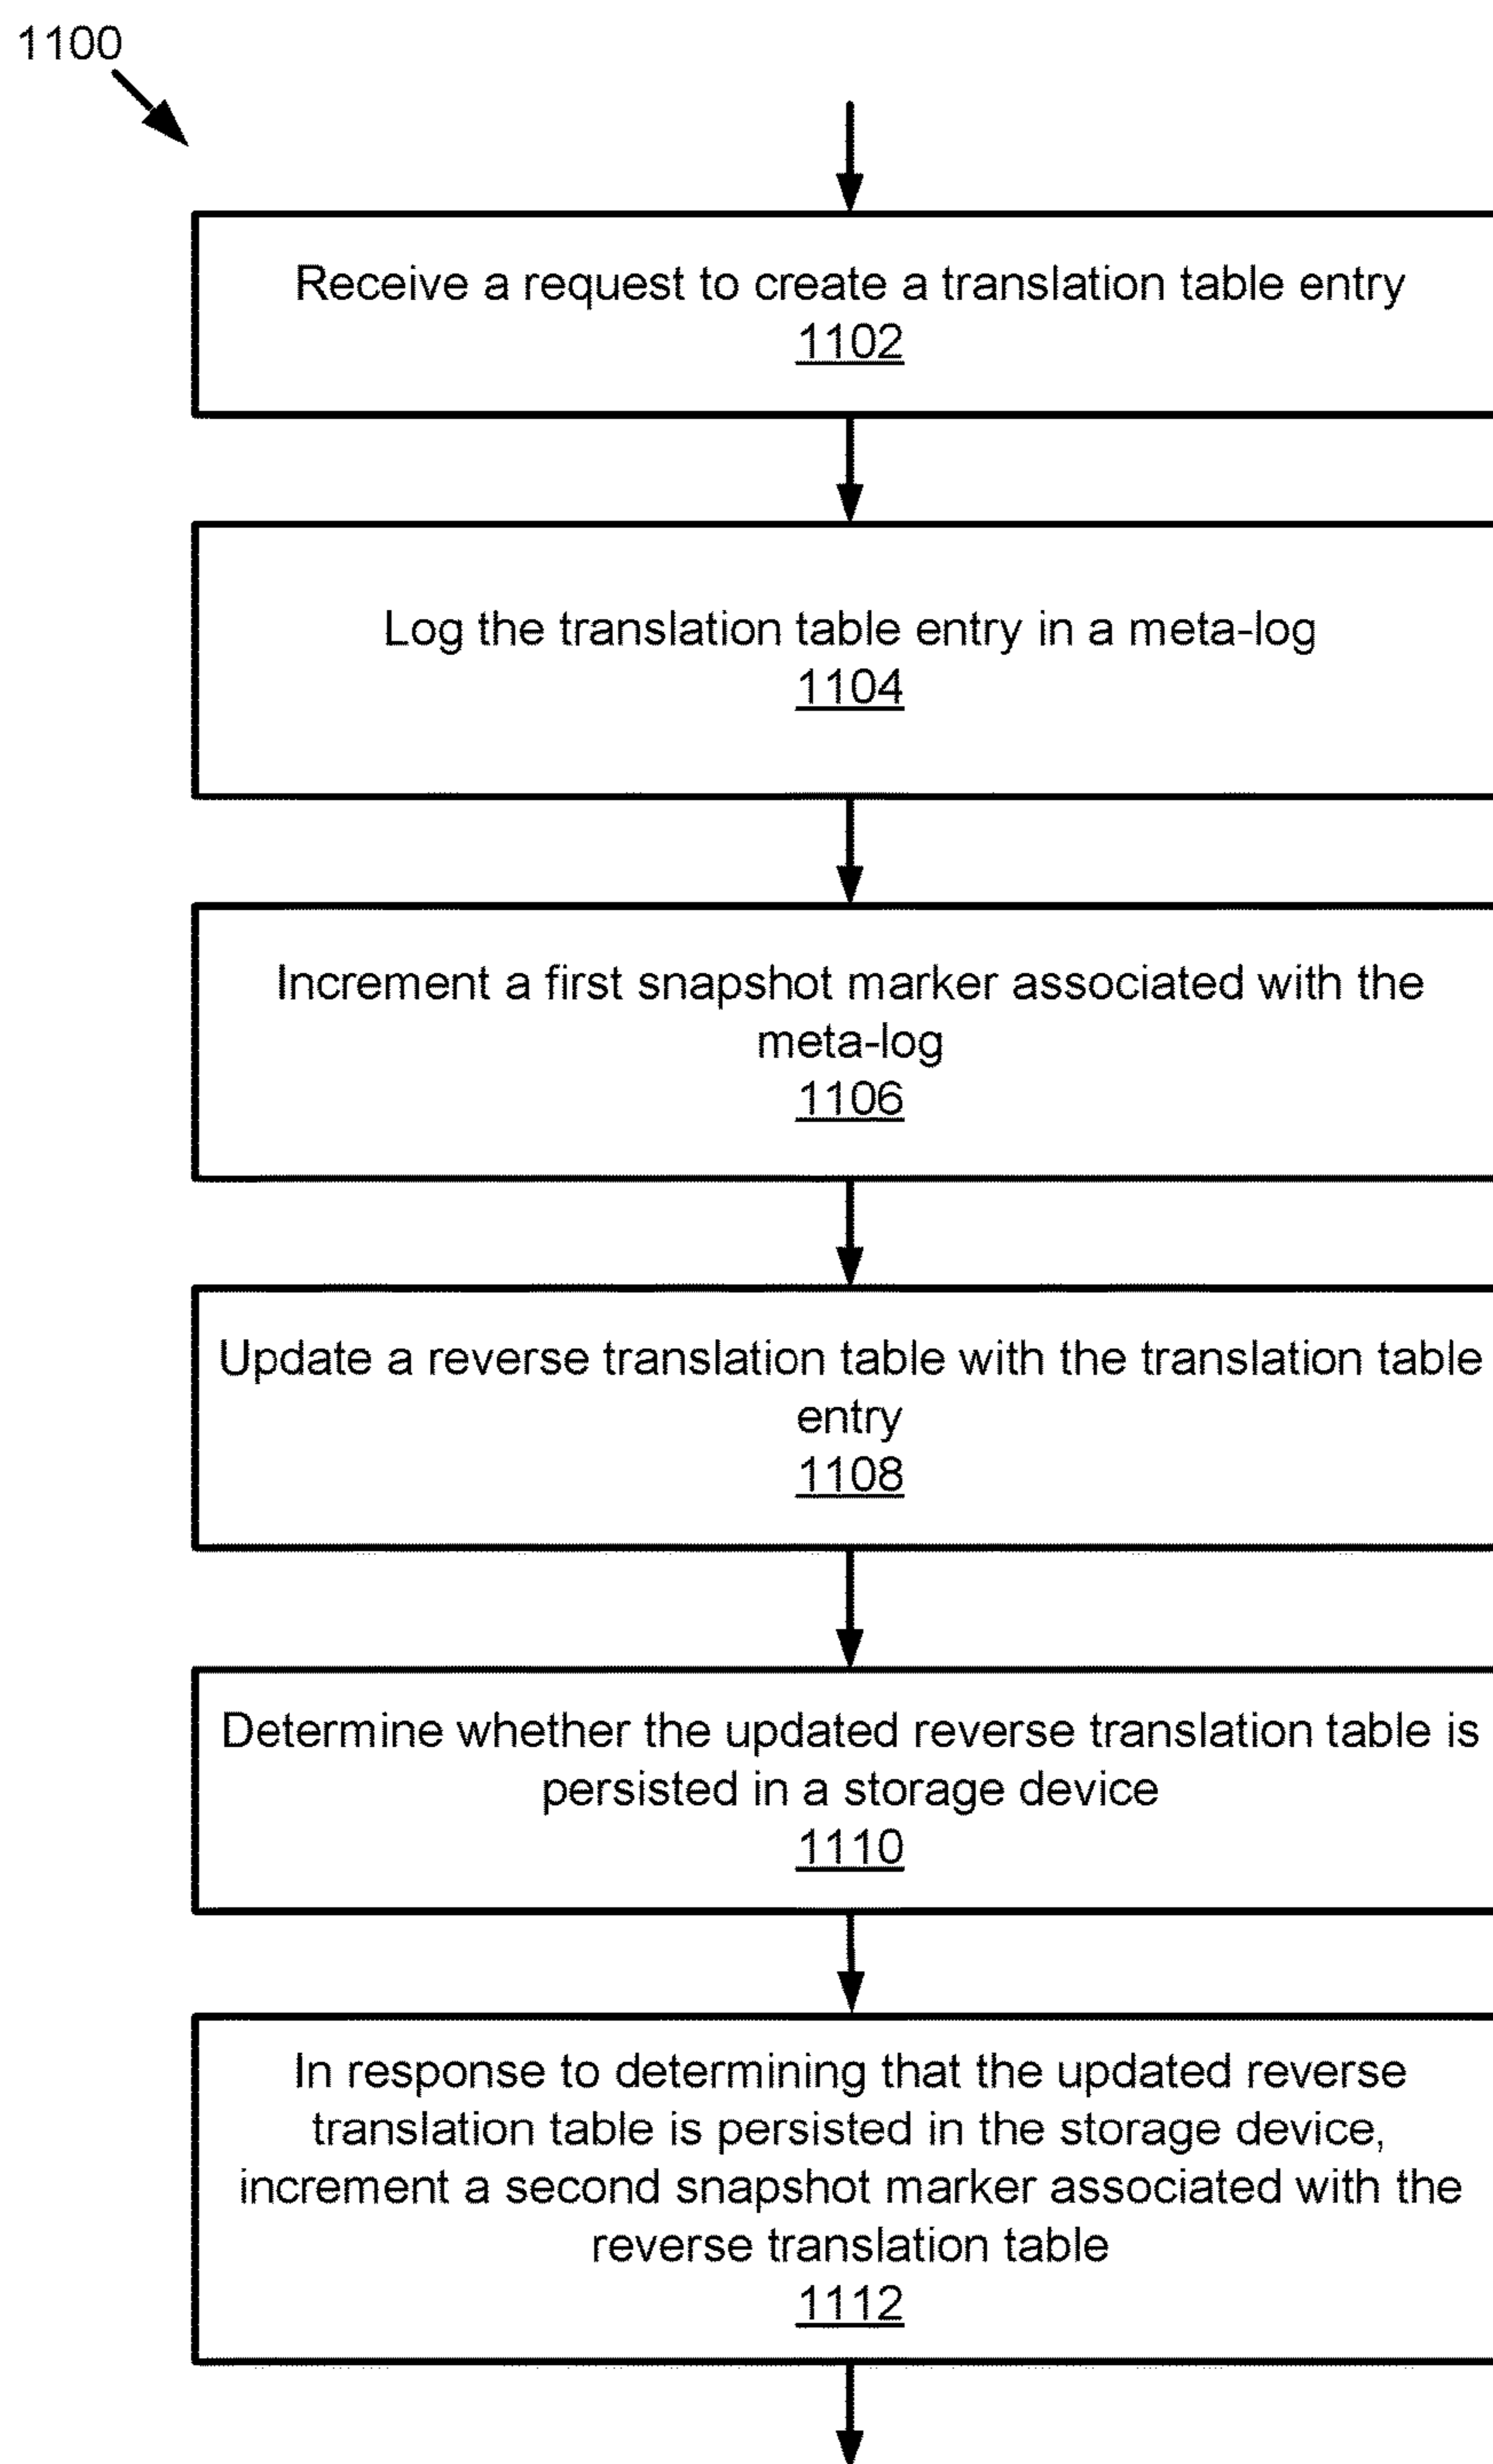 1100
Receive a request to create a translation table entry
1102
Log the translation table entry in a meta-log
1104
Increment a first snapshot marker associated with the
meta-log
1106
Update a reverse translation table with the translation table
entry
1108
Determine whether the updated reverse translation table is
persisted in a storage device
1110
In response to determining that the updated reverse
translation table is persisted in the storage device,
increment a second snapshot marker associated with the
reverse translation table
1112